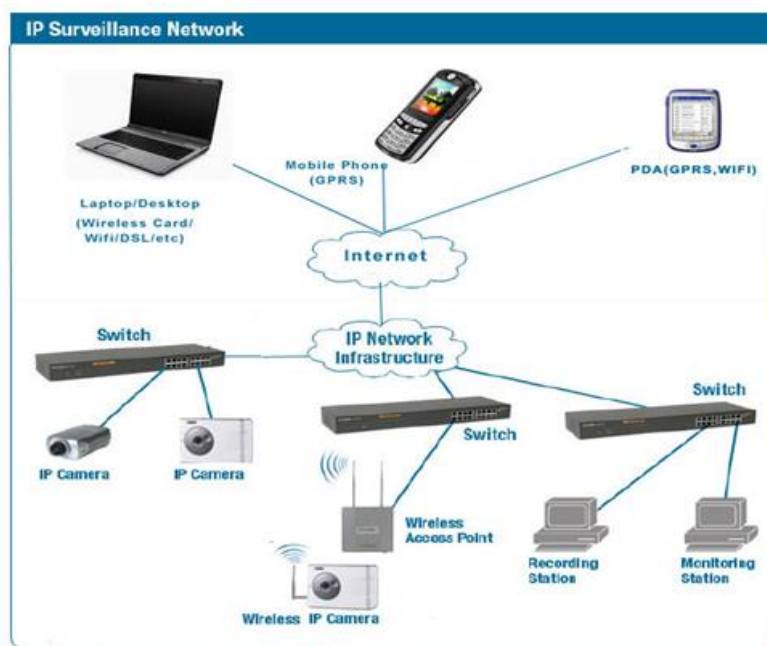 IP Surveillance Network
Mobile Phone
(GPRS)
PDA(GPRS,WIFI)
Laptop/Desktop
(Wireless Card/
Wifi/DSL/etc)
Internet
Switch
IP Network
Infrastructure
Switch
Switch
IP Camera
IP Camera
Wireless
Access Point
Recording
Station
Monitoring
Station
Wireless IP Camera